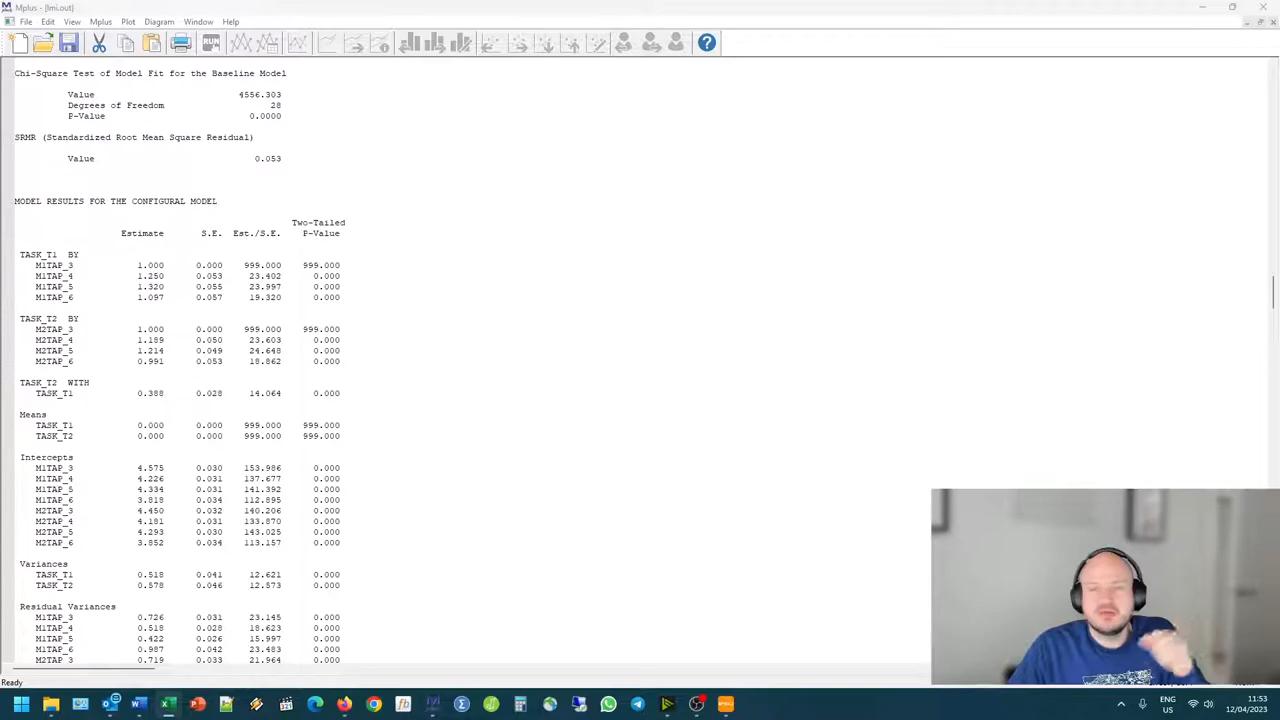 Mplus - [lmi.out]
File Edit View Mplus Plot Diagram Window Help
RUN
Chi-Square Test of Model Fit for the Baseline Model
Value 4556.303
Degrees of Freedom 28
P-Value 0.0000
SRMR (Standardized Root Mean Square Residual)
Value 0.053
MODEL RESULTS FOR THE CONFIGURAL MODEL
Two-Tailed
Estimate S.E. Est./S.E. P-Value
TASK_T1 BY
M1TAP_3 1.000 0.000 999.000 999.000
M1TAP_4 1.250 0.053 23.402 0.000
M1TAP_5 1.320 0.055 23.997 0.000
M1TAP_6 1.097 0.057 19.320 0.000
TASK_T2 BY
M2TAP_3 1.000 0.000 999.000 999.000
M2TAP_4 1.189 0.050 23.603 0.000
M2TAP_5 1.214 0.049 24.648 0.000
M2TAP_6 0.991 0.053 18.862 0.000
TASK_T2 WITH
TASK_T1 0.388 0.028 14.064 0.000
Means
TASK_T1 0.000 0.000 999.000 999.000
TASK_T2 0.000 0.000 999.000 999.000
Intercepts
M1TAP_3 4.575 0.030 153.986 0.000
M1TAP_4 4.226 0.031 137.677 0.000
M1TAP_5 4.334 0.031 141.392 0.000
M1TAP_6 3.818 0.034 112.895 0.000
M2TAP_3 4.450 0.032 140.206 0.000
M2TAP_4 4.181 0.031 133.870 0.000
M2TAP_5 4.293 0.030 143.025 0.000
M2TAP_6 3.852 0.034 113.157 0.000
Variances
TASK_T1 0.518 0.041 12.621 0.000
TASK_T2 0.578 0.046 12.573 0.000
Residual Variances
M1TAP_3 0.726 0.031 23.145 0.000
M1TAP_4 0.518 0.028 18.623 0.000
M1TAP_5 0.422 0.026 15.997 0.000
M1TAP_6 0.987 0.042 23.483 0.000
M2TAP_3 0.719 0.033 21.964 0.000
Ready
ENG
US
11:53
12/04/2023